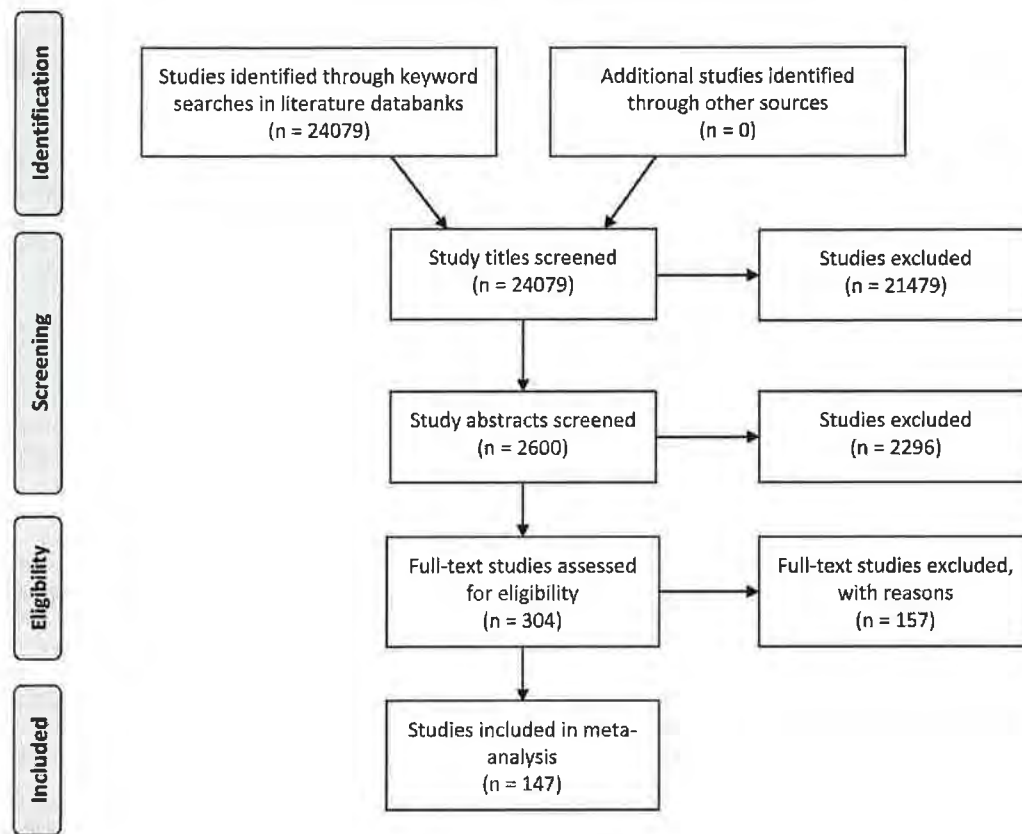 Identification
Studies identified through keyword
searches in literature databanks
(n = 24079)
Additional studies identified
through other sources
(n = 0)
Screening
Study titles screened
(n = 24079)
Studies excluded
(n = 21479)
Study abstracts screened
(n = 2600)
Studies excluded
(n = 2296)
Eligibility
Full-text studies assessed
for eligibility
(n = 304)
Full-text studies excluded,
with reasons
(n = 157)
Included
Studies included in meta-
analysis
(n = 147)